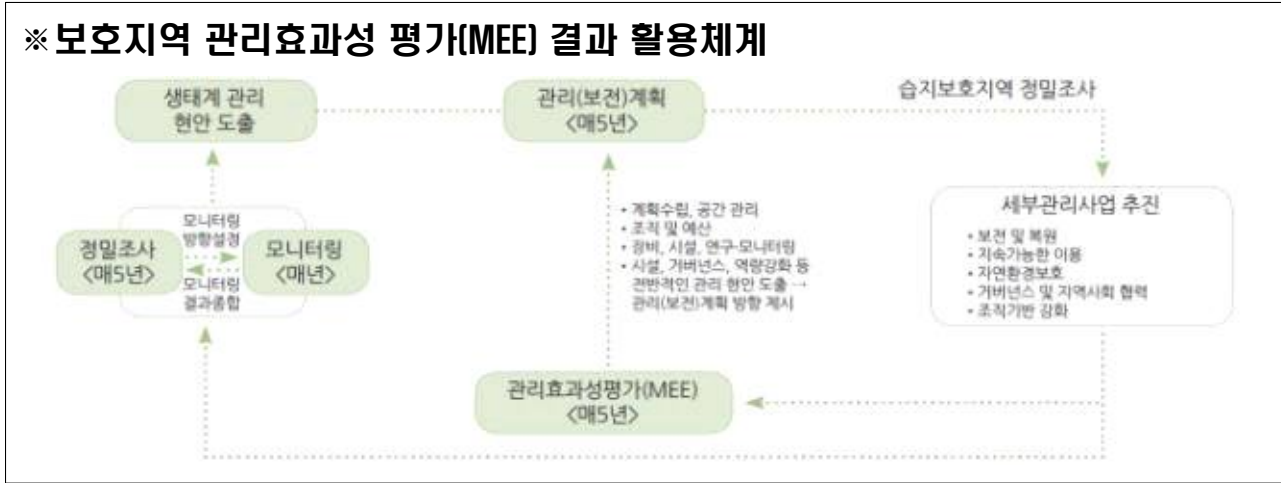 ※보호지역 관리효과성 평가(MEE) 결과 활용체계
생태계 관리
현안 도출
관리(보전)계획
<매5년>
습지보호지역 정밀조사
모니터링
방향설정
정밀조사
<매5년>
모니터링
<매년>
모니터링
결과종합
• 계획수립, 공간 관리
• 조직 및 예산
• 장비, 시설, 연구·모니터링
• 시설, 거버넌스, 역량강화 등
전반적인 관리 현안 도출 →
관리(보전)계획 방향 제시
세부관리사업 추진
• 보전 및 복원
• 지속가능한 이용
• 자연환경보호
• 거버넌스 및 지역사회 협력
• 조직기반 강화
관리효과성평가(MEE)
<매5년>